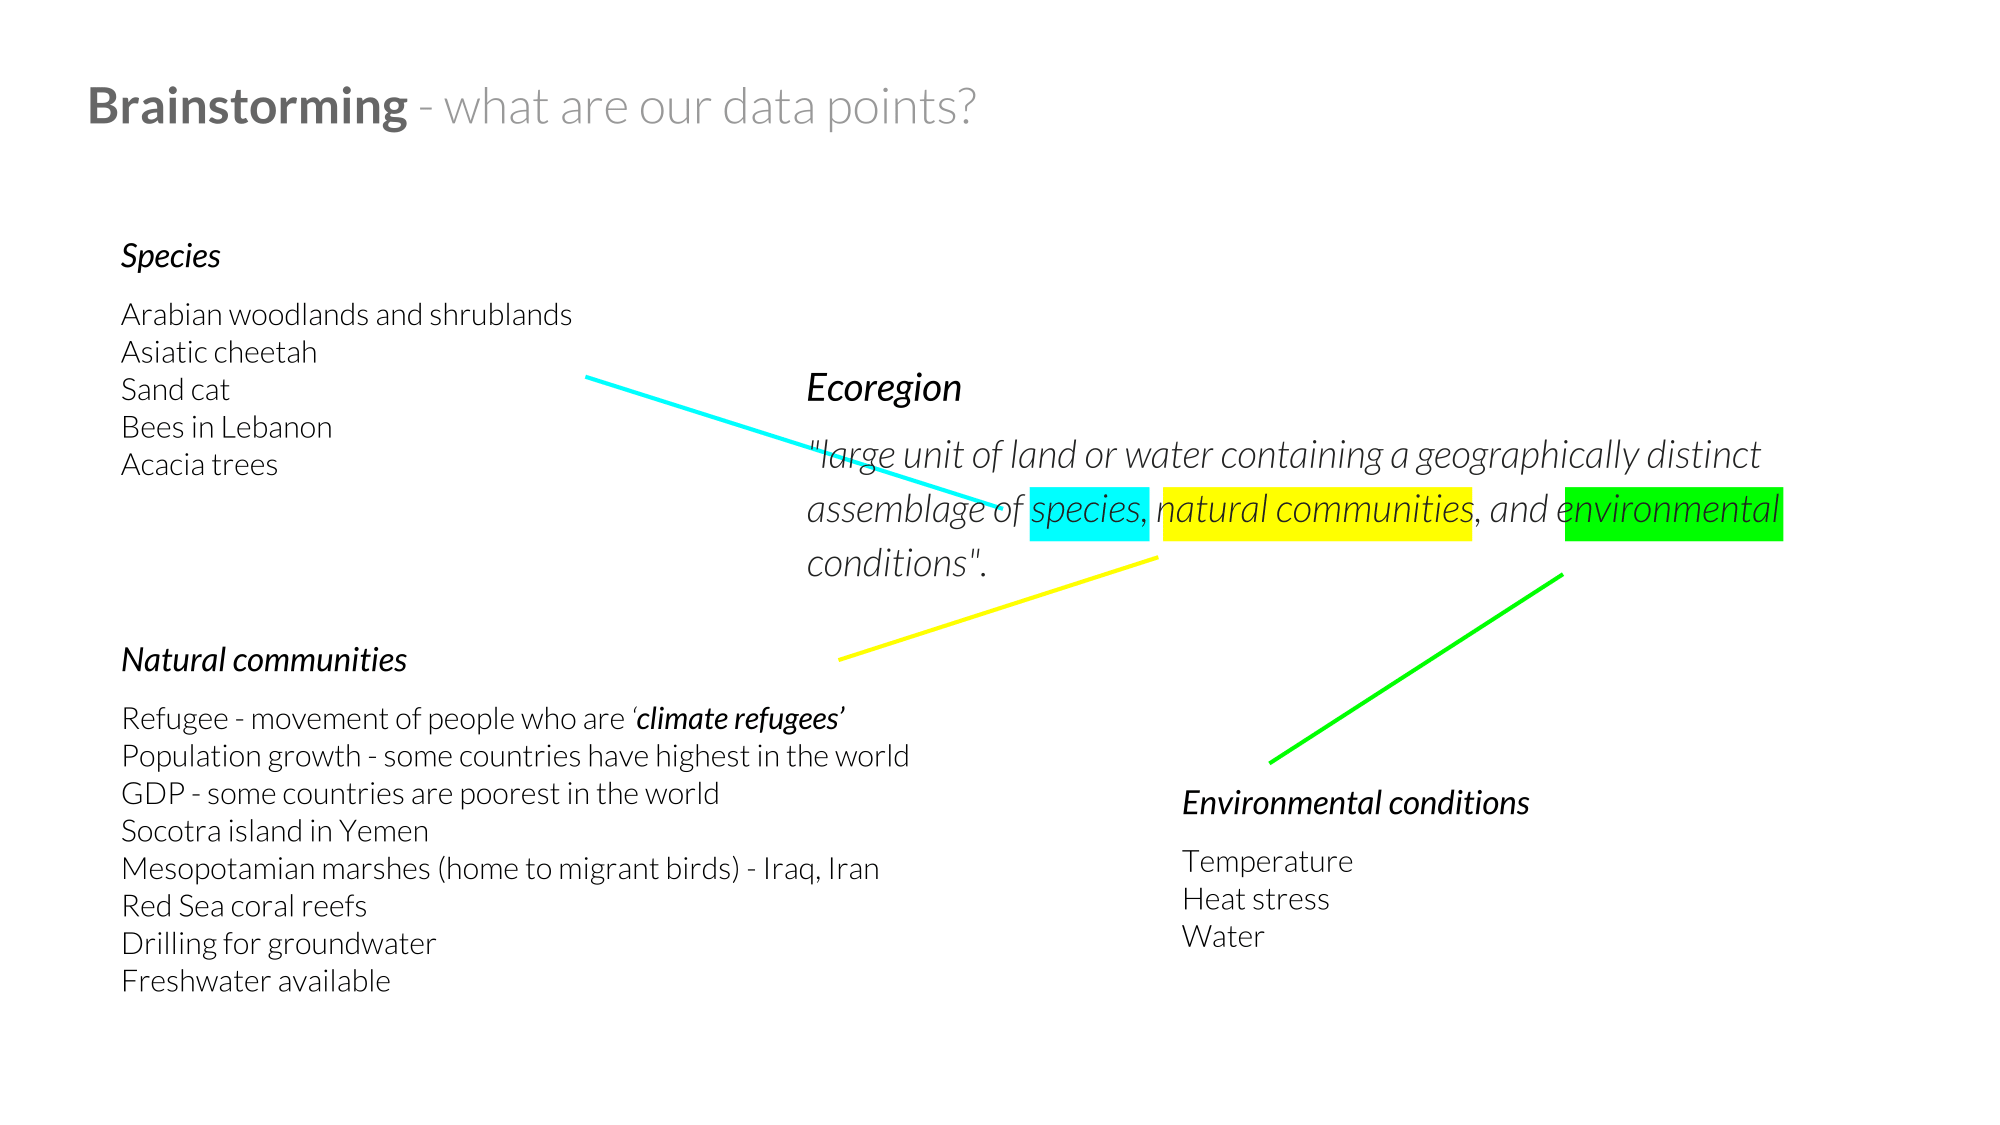 Brainstorming - what are our data points?
Species
Arabian woodlands and shrublands
Asiatic cheetah
Sand cat
Bees in Lebanon
Acacia trees
Ecoregion
"large unit of land or water containing a geographically distinct
assemblage of species, natural communities, and environmental
conditions".
Natural communities
Refugee - movement of people who are ‘climate refugees’
Population growth - some countries have highest in the world
GDP - some countries are poorest in the world
Socotra island in Yemen
Mesopotamian marshes (home to migrant birds) - Iraq, Iran
Red Sea coral reefs
Drilling for groundwater
Freshwater available
Environmental conditions
Temperature
Heat stress
Water